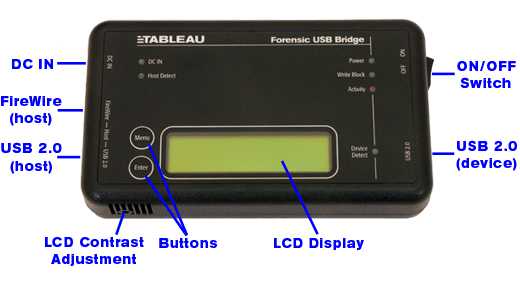 TABLEAU
Forensic USB Bridge
DC IN
DC IN
DC IN
Host Detect
Power
Write Block
Activity
ON
OFF
ON/OFF
Switch
FireWire
(host)
FireWire — Host — USB 2.0
USB 2.0
(host)
Menu
Enter
Device
Detect
USB 2.0
USB 2.0
(device)
LCD Contrast
Adjustment
Buttons
LCD Display